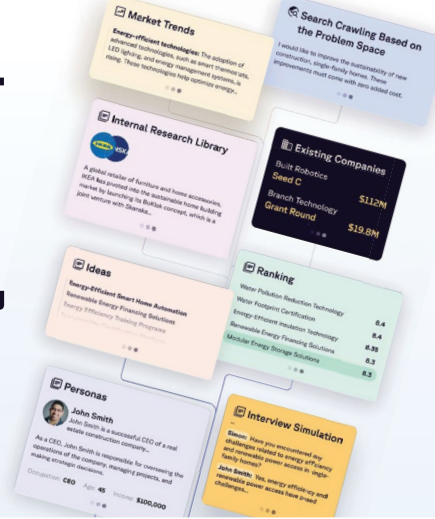 Market Trends
Energy-efficient technologies: The adoption of
advanced technologies, such as smart thermostats,
LED lighting, and energy management systems, is
rising. These technologies help optimize energy..
Search Crawling Based on
the Problem Space
I would like to improve the sustainability of new
construction, single-family homes. These
improvements must come with zero added cost.
Internal Research Library
IKEA
A global retailer of furniture and home accessories,
IKEA has pivoted into the sustainable home building
market by launching its BoKlok concept, which is a
joint venture with Skanska...
Existing Companies
Built Robotics
Seed C
$112M
Branch Technology
Grant Round
$19.8M
Ideas
Energy-Efficient Smart Home Automation
Renewable Energy Financing Solutions
Energy Efficiency Training Programs
Ranking
Water Pollution Reduction Technology
8.4
Water Footprint Certification
8.4
Energy-Efficient Insulation Technology
8.35
Renewable Energy Financing Solutions
8.3
Modular Energy Storage Solutions
8.3
Personas
John Smith
John Smith is a successful CEO of a real
estate construction company...
As a CEO, John Smith is responsible for overseeing the
operations of the company, managing projects, and
making strategic decisions.
Occupation: CEO Age: 45 Income: $100,000
Interview Simulation
Simon: Have you encountered any
challenges related to energy efficiency
and renewable power access in single-
family homes?
John Smith: Yes, energy efficiency and
renewable power access have posed
challenges...